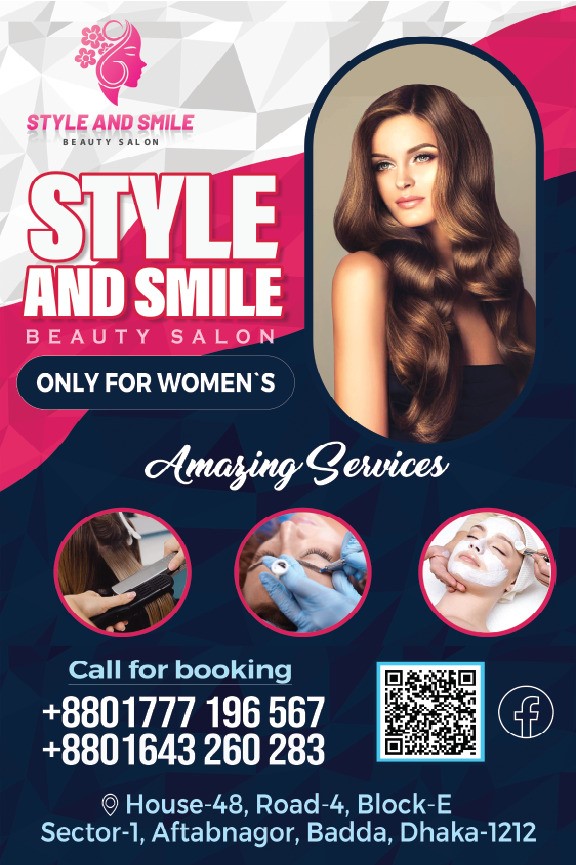 STYLE AND SMILE
BEAUTY SALON
STYLE
AND SMILE
BEAUTY SALON
ONLY FOR WOMEN`S
Amazing Services
Call for booking
+8801777 196 567
+8801643 260 283
House-48, Road-4, Block-E
Sector-1, Aftabnagor, Badda, Dhaka-1212